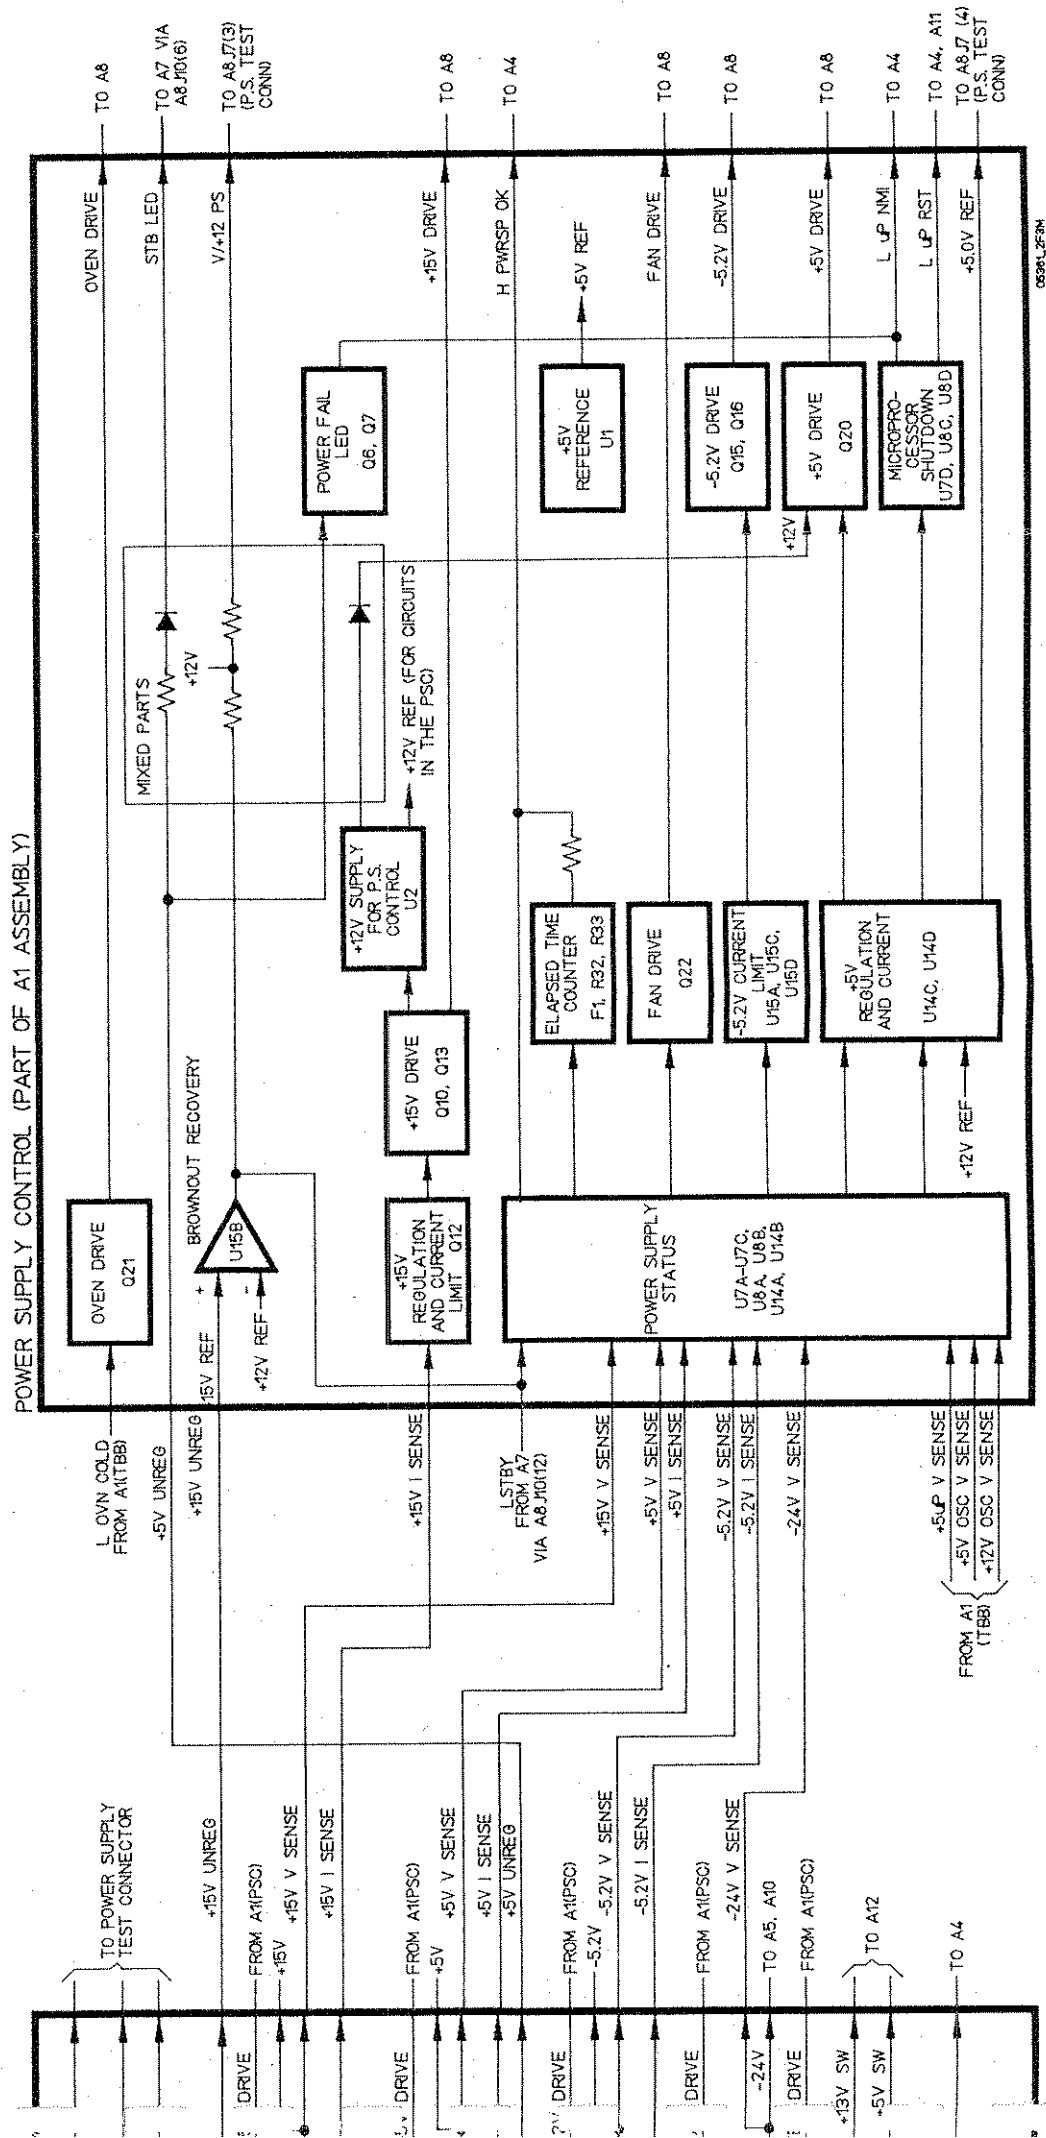 POWER SUPPLY CONTROL (PART OF A1 ASSEMBLY)
L OVN COLD
FROM A1(TBB)
OVEN DRIVE
Q21
OVEN DRIVE
TO A8
+5V UNREG
MIXED PARTS
STB LED
TO A7 VIA
A8J10(6)
+15V UNREG
+15V UNREG
-15V REF
+
-
+12V REF
BROWNOUT RECOVERY
U15B
+12V
V/+12 PS
TO A8J7(3)
(P.S. TEST
CONN)
POWER FAIL
LED
Q6, Q7
+12V SUPPLY
FOR P.S.
CONTROL
U2
+12V REF (FOR CIRCUITS
IN THE PSC)
+15V I SENSE
+15V
REGULATION
AND CURRENT
LIMIT Q12
+15V DRIVE
Q10, Q13
+15V DRIVE
TO A8
LSTBY
FROM A7
VIA A8J10(12)
H PWRSP OK
TO A4
ELAPSED TIME
COUNTER
F1, R32, R33
+5V
REFERENCE
U1
+5V REF
POWER SUPPLY
STATUS
U7A-U7C,
U8A, U8B,
U14A, U14B
+15V V SENSE
+5V V SENSE
+5V I SENSE
-5.2V V SENSE
-5.2V I SENSE
-24V V SENSE
FAN DRIVE
Q22
FAN DRIVE
TO A8
-5.2V CURRENT
LIMIT
U15A, U15C,
U15D
-5.2V DRIVE
Q15, Q16
-5.2V DRIVE
TO A8
+5V
REGULATION
AND CURRENT
U14C, U14D
+12V
+5V DRIVE
Q20
+5V DRIVE
TO A8
+12V REF
MICROPRO-
CESSOR
SHUTDOWN
U7D, U8C, U8D
L uP NMI
TO A4
L uP RST
TO A4, A11
+5.0V REF
TO A8J7 (4)
(P.S. TEST
CONN)
+5uP V SENSE
+5V OSC V SENSE
+12V OSC V SENSE
FROM A1
(TBB)
TO POWER SUPPLY
TEST CONNECTOR
+15V UNREG
DRIVE
FROM A1(PSC)
+15V
+15V V SENSE
+15V I SENSE
DRIVE
FROM A1(PSC)
+5V
+5V V SENSE
+5V I SENSE
+5V UNREG
DRIVE
FROM A1(PSC)
-5.2V
-5.2V V SENSE
-5.2V I SENSE
DRIVE
FROM A1(PSC)
-24V V SENSE
-24V
TO A5, A10
DRIVE
FROM A1(PSC)
+13V SW
+5V SW
TO A12
TO A4